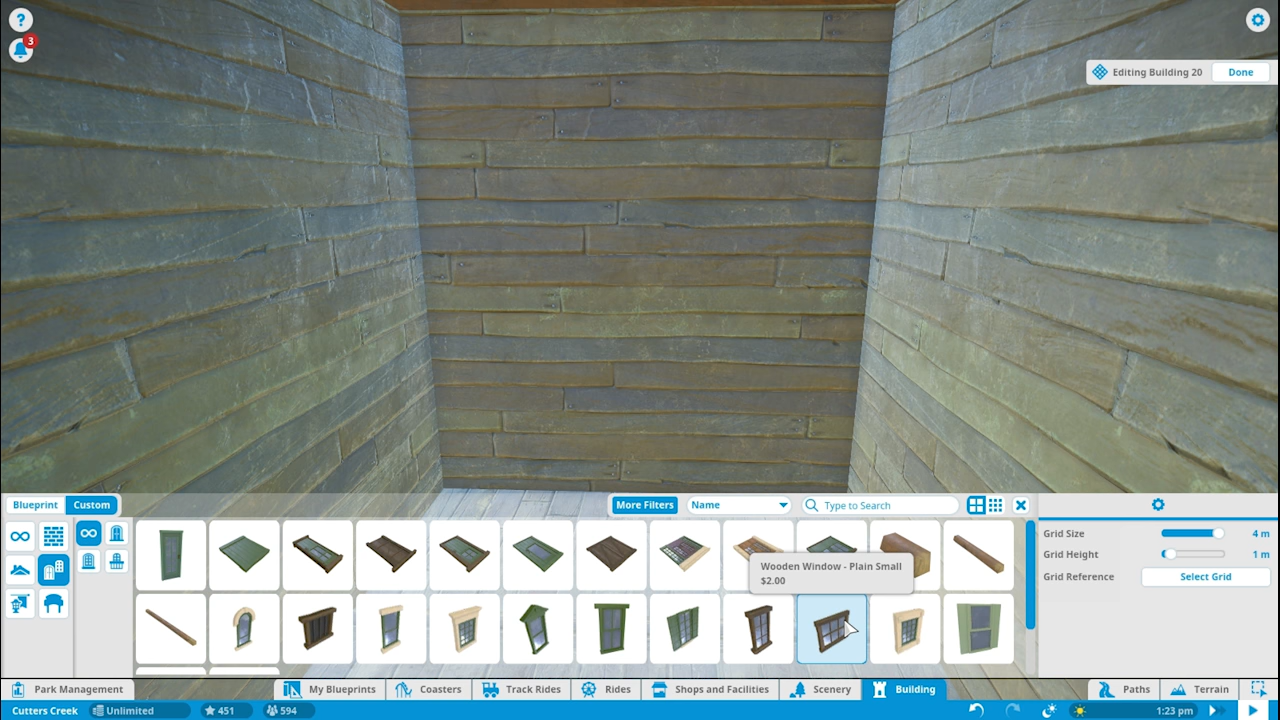 ?
3
Editing Building 20 Done
Blueprint Custom More Filters Name Type to Search
Grid Size 4 m
Grid Height 1 m
Grid Reference Select Grid
Wooden Window - Plain Small
$2.00
Park Management My Blueprints Coasters Track Rides Rides Shops and Facilities Scenery Building Paths Terrain
Cutters Creek Unlimited 451 594 1:23 pm